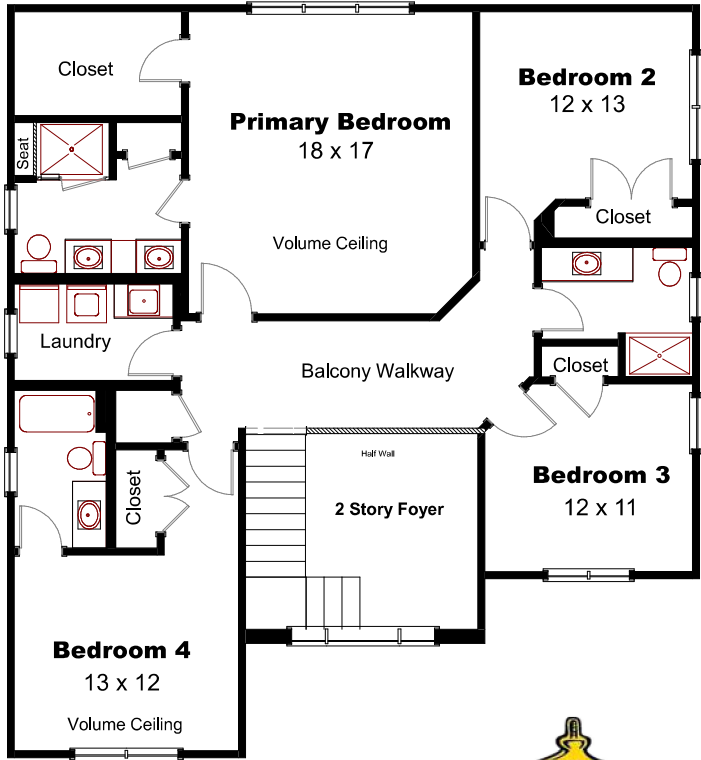 Closet
Bedroom 2
12 x 13
Primary Bedroom
18 x 17
Seat
Closet
Volume Ceiling
Laundry
Balcony Walkway
Closet
Half Wall
Bedroom 3
12 x 11
Closet
2 Story Foyer
Bedroom 4
13 x 12
Volume Ceiling